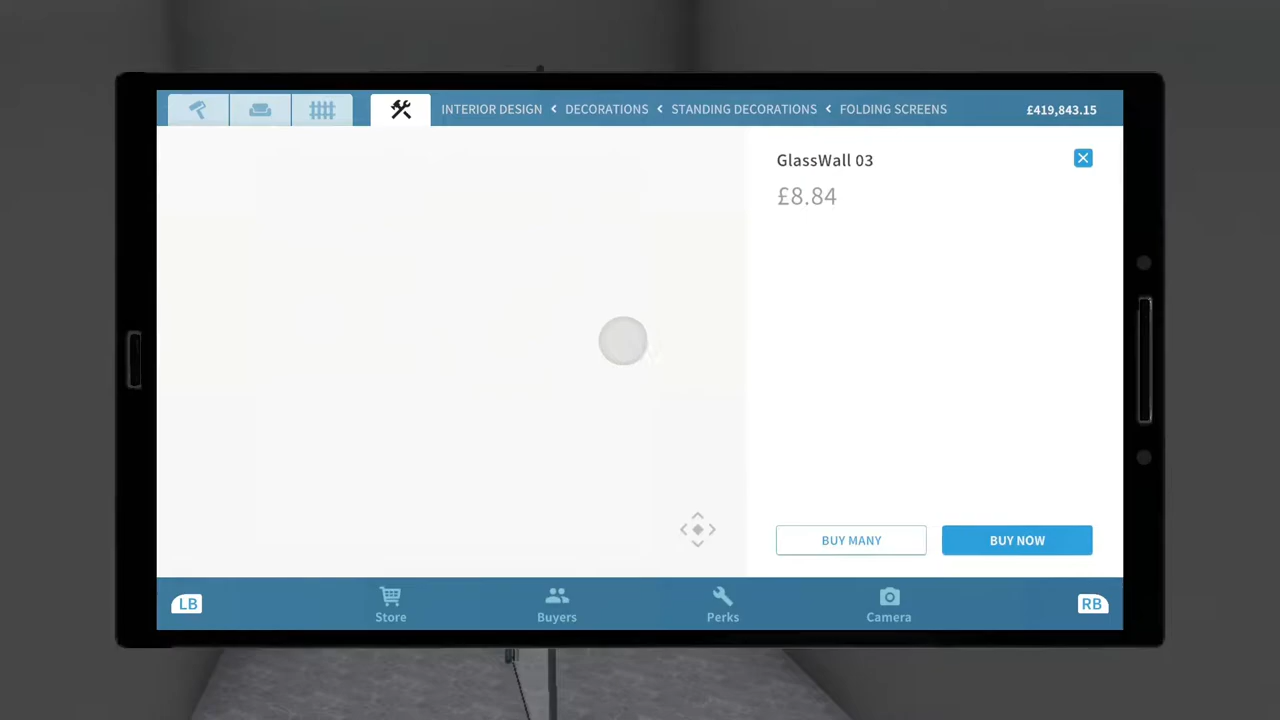 INTERIOR DESIGN < DECORATIONS < STANDING DECORATIONS < FOLDING SCREENS £419,843.15
GlassWall 03
£8.84
BUY MANY BUY NOW
LB Store Buyers Perks Camera RB